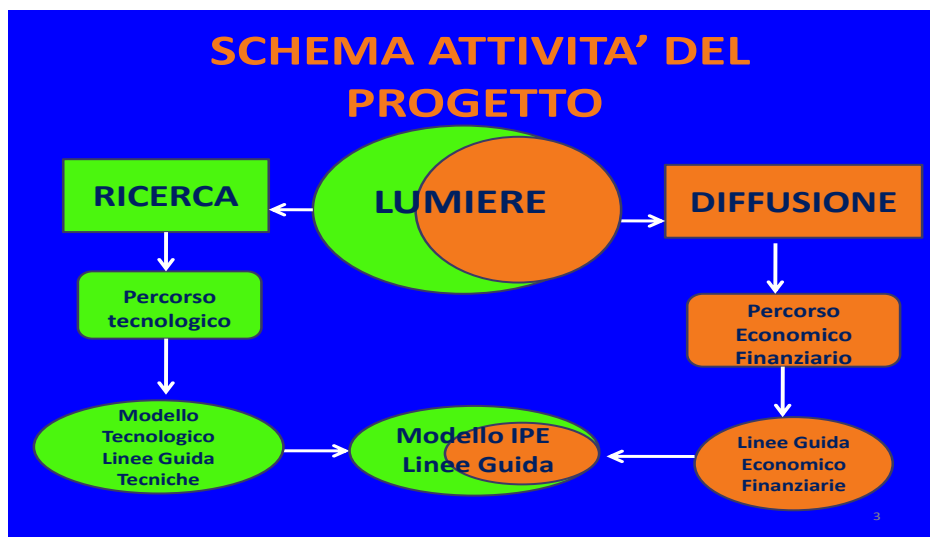 SCHEMA ATTIVITA’ DEL
PROGETTO
RICERCA
LUMIERE
DIFFUSIONE
Percorso
tecnologico
Percorso
Economico
Finanziario
Modello
Tecnologico
Linee Guida
Tecniche
Modello IPE
Linee Guida
Linee Guida
Economico
Finanziarie
3